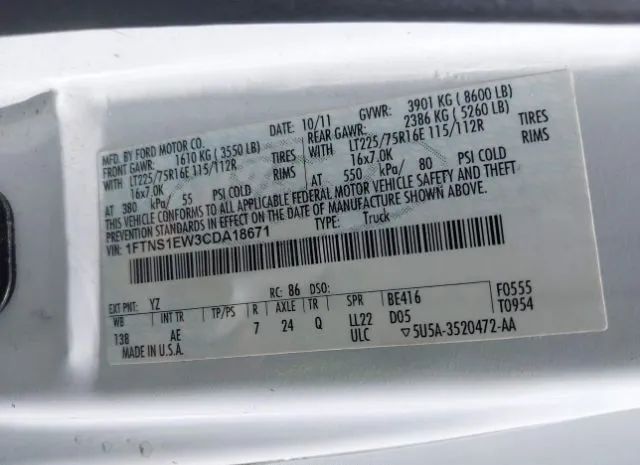 MFD. BY FORD MOTOR CO.
DATE: 10/11 GVWR: 3901 KG ( 8600 LB)
FRONT GAWR: 1610 KG ( 3550 LB) REAR GAWR: 2386 KG ( 5260 LB)
WITH LT225/75R16E 115/112R TIRES WITH LT225/75R16E 115/112R TIRES
16x7.0K RIMS 16x7.0K RIMS
AT 380 kPa/ 55 PSI COLD AT 550 kPa/ 80 PSI COLD
THIS VEHICLE CONFORMS TO ALL APPLICABLE FEDERAL MOTOR VEHICLE SAFETY AND THEFT
PREVENTION STANDARDS IN EFFECT ON THE DATE OF MANUFACTURE SHOWN ABOVE.
VIN: 1FTNS1EW3CDA18671 TYPE: Truck
EXT PNT: YZ RC: 86 DSO:
WB INT TR TP/PS R AXLE TR SPR BE416 F0555
138 AE 7 24 Q LL22 D05 T0954
MADE IN U.S.A. ULC ▽5U5A-3520472-AA